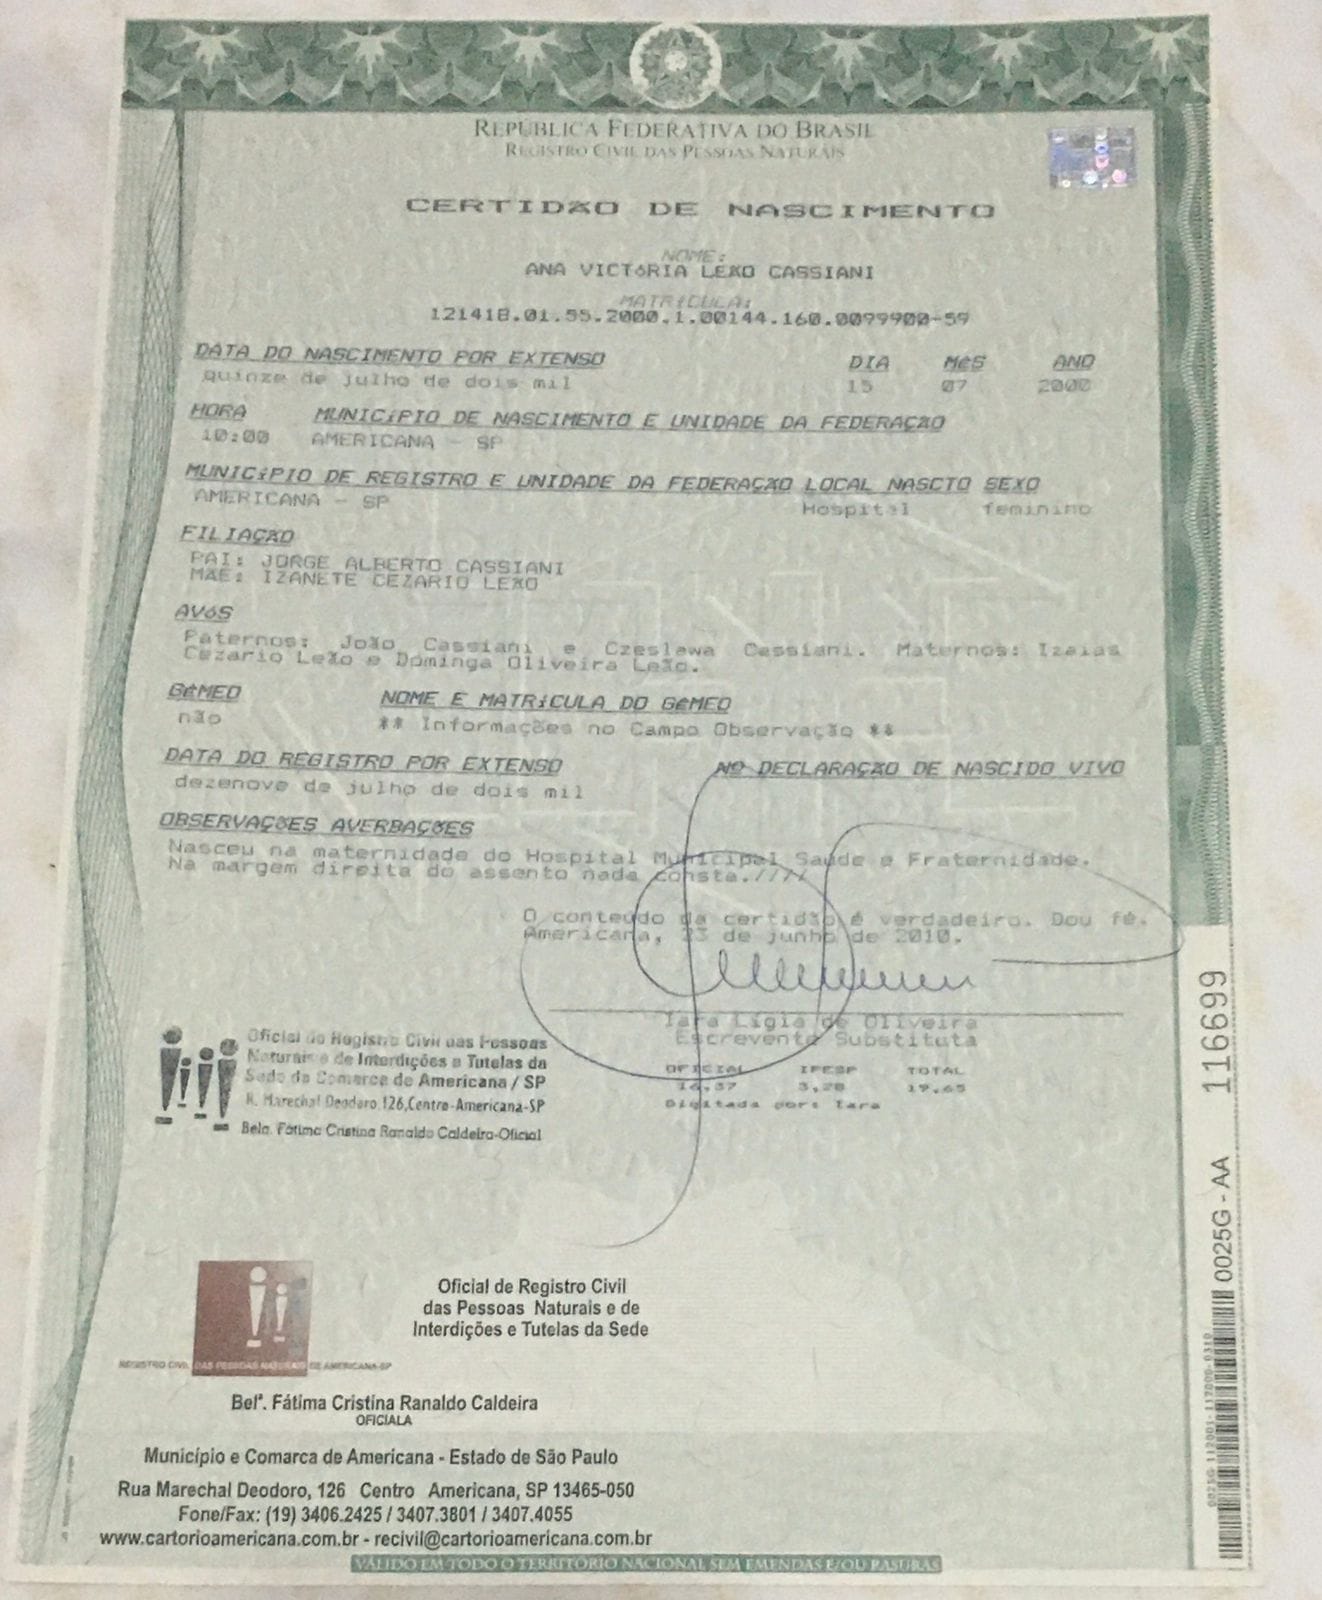 REPÚBLICA FEDERATIVA DO BRASIL
REGISTRO CIVIL DAS PESSOAS NATURAIS
CERTIDÃO DE NASCIMENTO
NOME:
ANA VICTóRIA LEÃO CASSIANI
MATRíCULA:
121418.01.55.2000.1.00144.160.0099900-59
DATA DO NASCIMENTO POR EXTENSO DIA MêS ANO
quinze de julho de dois mil 15 07 2000
HORA MUNICíPIO DE NASCIMENTO E UNIDADE DA FEDERAÇÃO
10:00 AMERICANA - SP
MUNICíPIO DE REGISTRO E UNIDADE DA FEDERAÇÃO LOCAL NASCTO SEXO
AMERICANA - SP Hospital feminino
FILIAÇÃO
PAI: JORGE ALBERTO CASSIANI
MÃE: IZANETE CEZARIO LEÃO
AVóS
Paternos: João Cassiani e Czeslawa Cassiani. Maternos: Izaias
Cezario Leão e Dominga Oliveira Leão.
GêMEO NOME E MATRíCULA DO GêMEO
não ** Informações no Campo Observação **
DATA DO REGISTRO POR EXTENSO Nº DECLARAÇÃO DE NASCIDO VIVO
dezenove de julho de dois mil
OBSERVAÇÕES AVERBAÇÕES
Nasceu na maternidade do Hospital Municipal Saúde e Fraternidade.
Na margem direita do assento nada consta.////
O conteúdo da certidão é verdadeiro. Dou fé.
Americana, 23 de junho de 2010.
Iara Lígia de Oliveira
Escrevente Substituta
OFICIAL IPESP TOTAL
16,37 3,28 19,65
Digitada por: Iara
Oficial do Registro Civil das Pessoas
Naturais e de Interdições e Tutelas da
Sede da Comarca de Americana / SP
R. Marechal Deodoro,126,Centro-Americana-SP
Bela. Fátima Cristina Ranaldo Caldeira-Oficial
Oficial de Registro Civil
das Pessoas Naturais e de
Interdições e Tutelas da Sede
REGISTRO CIVIL DAS PESSOAS NATURAIS DE AMERICANA-SP
Belª. Fátima Cristina Ranaldo Caldeira
OFICIALA
Município e Comarca de Americana - Estado de São Paulo
Rua Marechal Deodoro, 126 Centro Americana, SP 13465-050
Fone/Fax: (19) 3406.2425 / 3407.3801 / 3407.4055
www.cartorioamericana.com.br - recivil@cartorioamericana.com.br
VÁLIDO EM TODO O TERRITÓRIO NACIONAL SEM EMENDAS E/OU RASURAS
0025G - AA 116699
0025G 112001-117000-0310